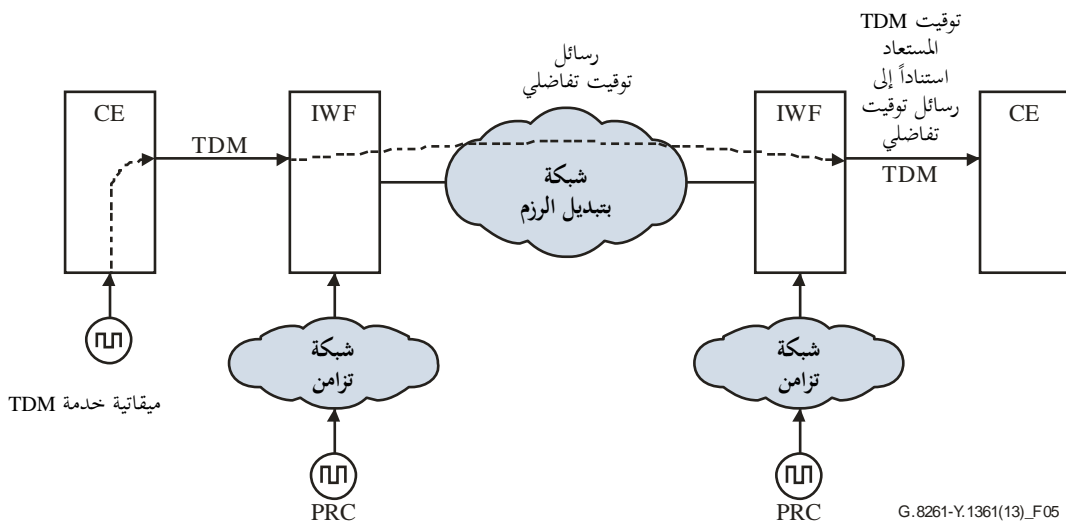 توقيت TDM
المستعاد
استناداً إلى
رسائل توقيت
تفاضلي
رسائل
توقيت تفاضلي
CE
IWF
IWF
CE
TDM
TDM
شبكة
بتبديل الرزم
شبكة
تزامن
شبكة
تزامن
ميقاتية خدمة TDM
PRC
PRC
G.8261-Y.1361(13)_F05